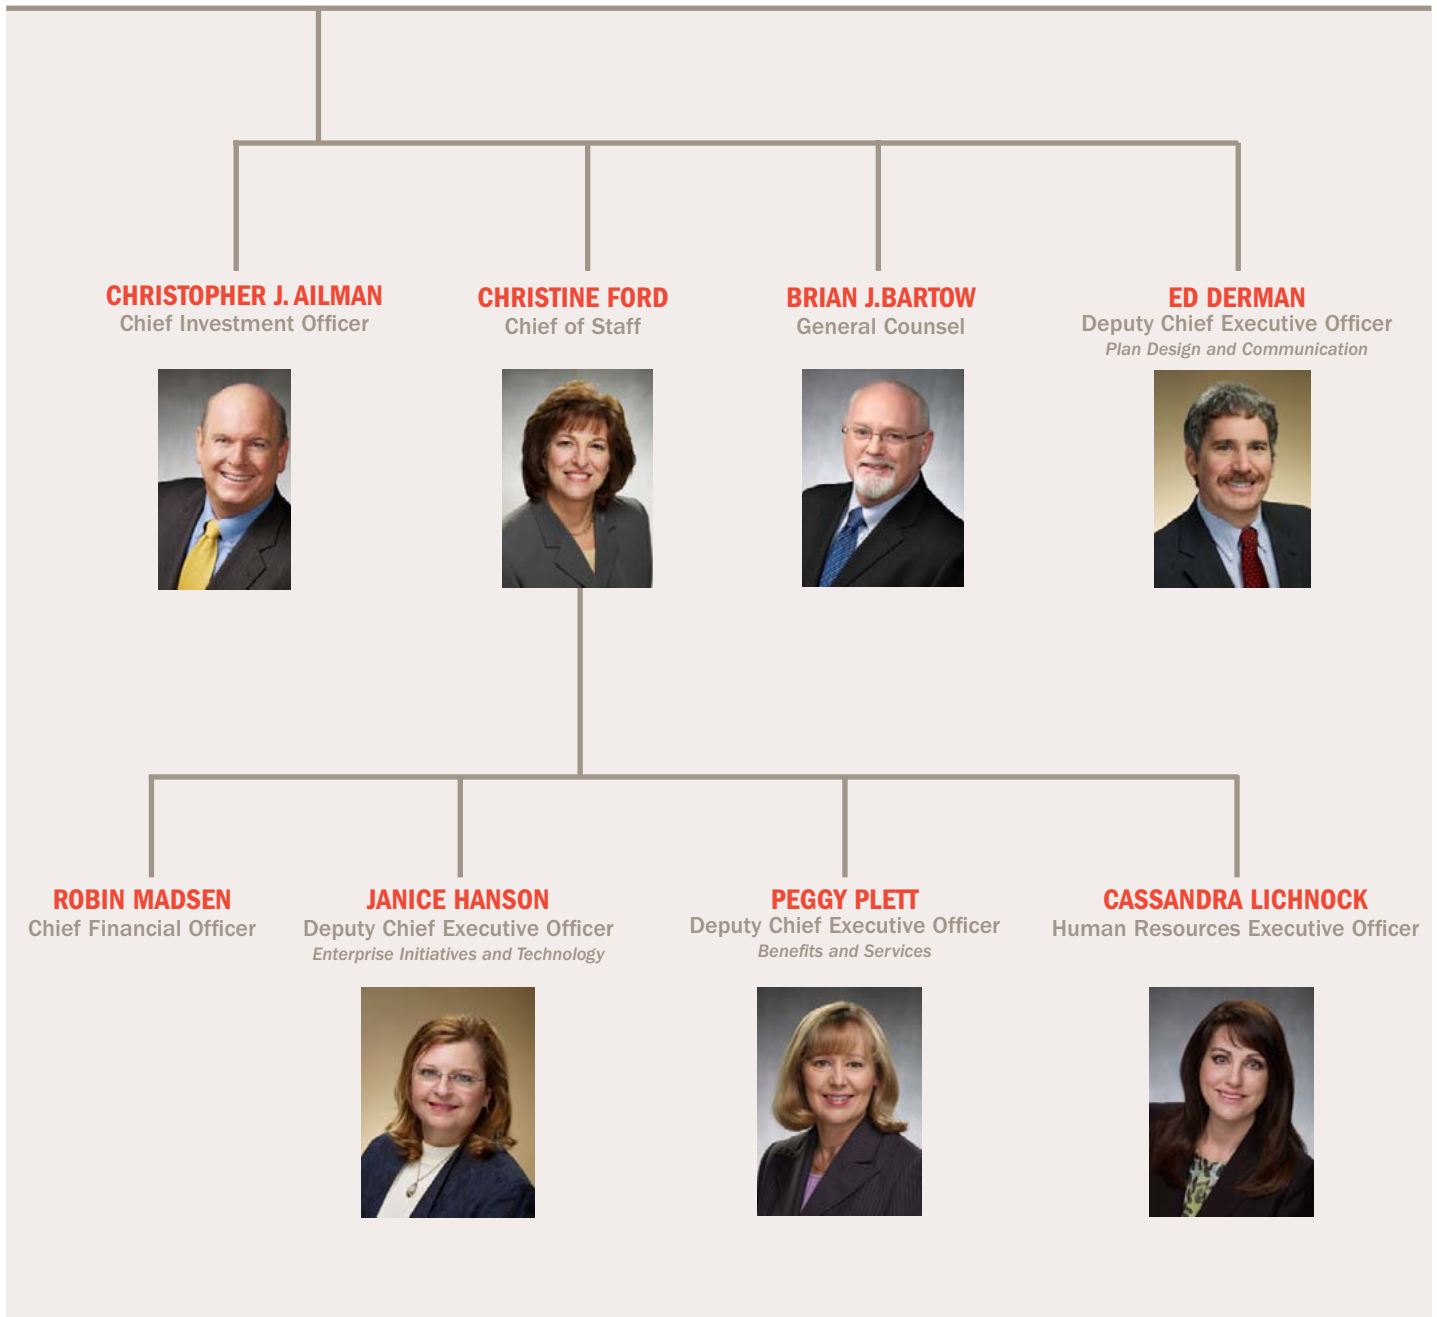 CHRISTOPHER J. AILMAN
Chief Investment Officer
CHRISTINE FORD
Chief of Staff
BRIAN J.BARTOW
General Counsel
ED DERMAN
Deputy Chief Executive Officer
Plan Design and Communication
ROBIN MADSEN
Chief Financial Officer
JANICE HANSON
Deputy Chief Executive Officer
Enterprise Initiatives and Technology
PEGGY PLETT
Deputy Chief Executive Officer
Benefits and Services
CASSANDRA LICHNOCK
Human Resources Executive Officer